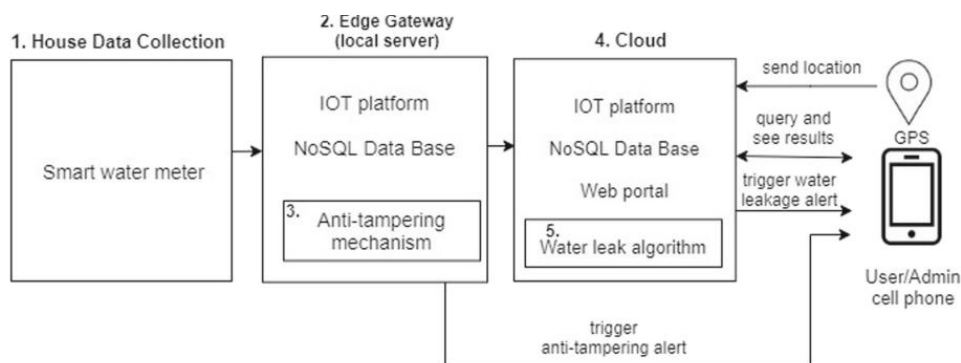 1. House Data Collection
Smart water meter
2. Edge Gateway
(local server)
IOT platform
NoSQL Data Base
3.
Anti-tampering
mechanism
4. Cloud
IOT platform
NoSQL Data Base
Web portal
5.
Water leak algorithm
send location
query and
see results
trigger water
leakage alert
GPS
User/Admin
cell phone
trigger
anti-tampering alert